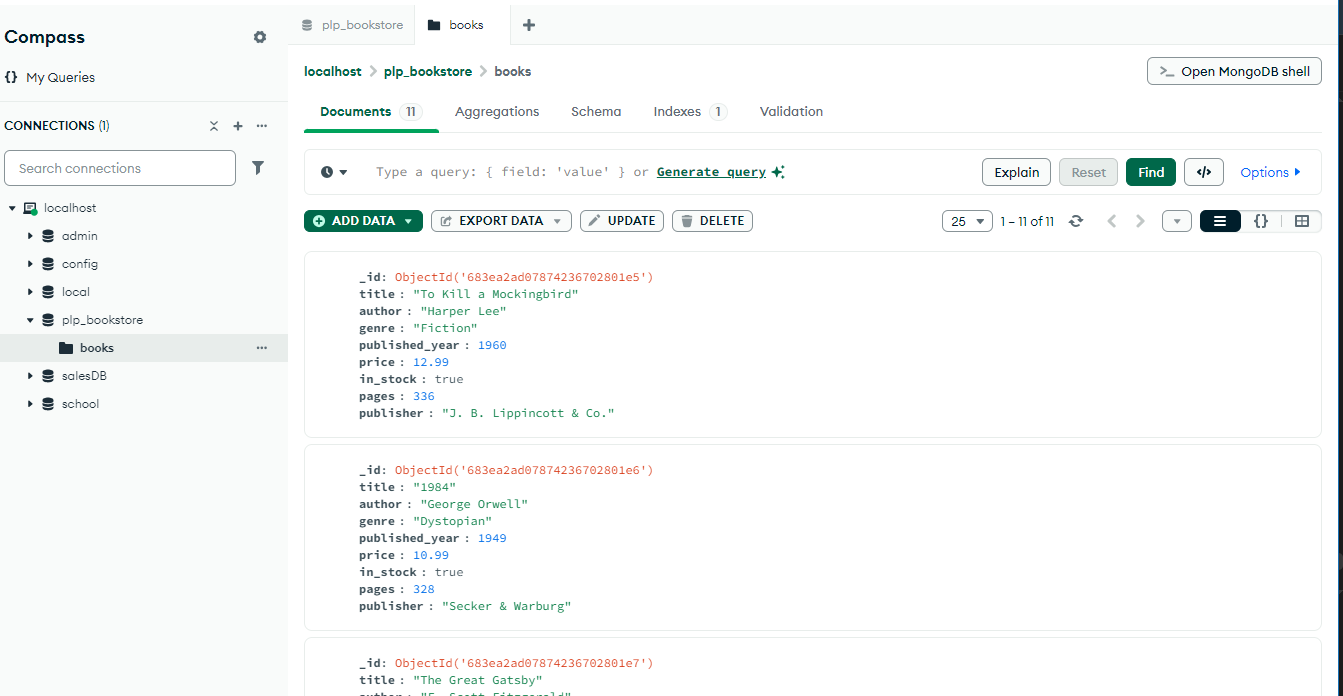 Compass
My Queries
CONNECTIONS (1)
Search connections
localhost
admin
config
local
plp_bookstore
books
salesDB
school
plp_bookstore
books
localhost > plp_bookstore > books
>_ Open MongoDB shell
Documents 11 Aggregations Schema Indexes 1 Validation
Type a query: { field: 'value' } or Generate query
Explain Reset Find </> Options
ADD DATA EXPORT DATA UPDATE DELETE
25 1 – 11 of 11 {}
_id: ObjectId('683ea2ad07874236702801e5')
title : "To Kill a Mockingbird"
author : "Harper Lee"
genre : "Fiction"
published_year : 1960
price : 12.99
in_stock : true
pages : 336
publisher : "J. B. Lippincott & Co."
_id: ObjectId('683ea2ad07874236702801e6')
title : "1984"
author : "George Orwell"
genre : "Dystopian"
published_year : 1949
price : 10.99
in_stock : true
pages : 328
publisher : "Secker & Warburg"
_id: ObjectId('683ea2ad07874236702801e7')
title : "The Great Gatsby"
author : "F. Scott Fitzgerald"